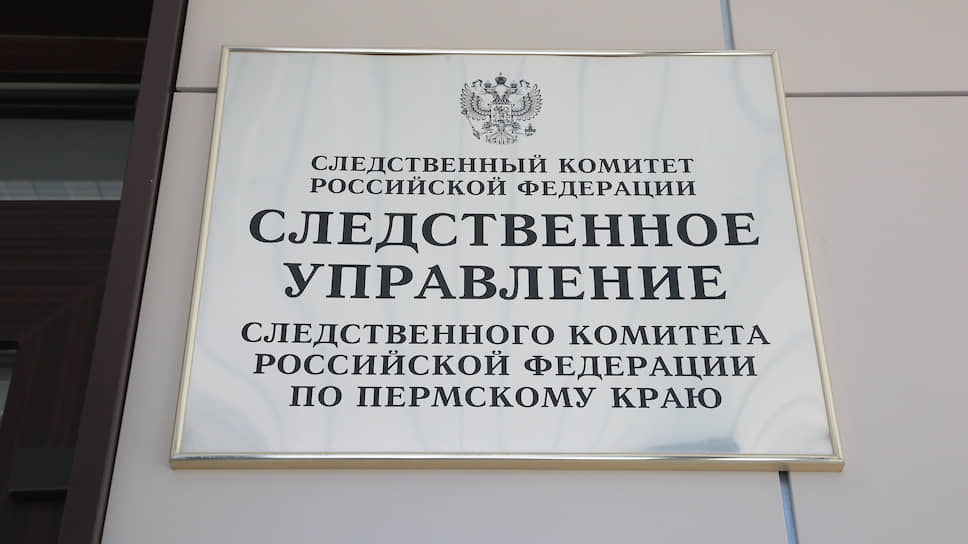 СЛЕДСТВЕННЫЙ КОМИТЕТ
РОССИЙСКОЙ ФЕДЕРАЦИИ
СЛЕДСТВЕННОЕ
УПРАВЛЕНИЕ
СЛЕДСТВЕННОГО КОМИТЕТА
РОССИЙСКОЙ ФЕДЕРАЦИИ
ПО ПЕРМСКОМУ КРАЮ